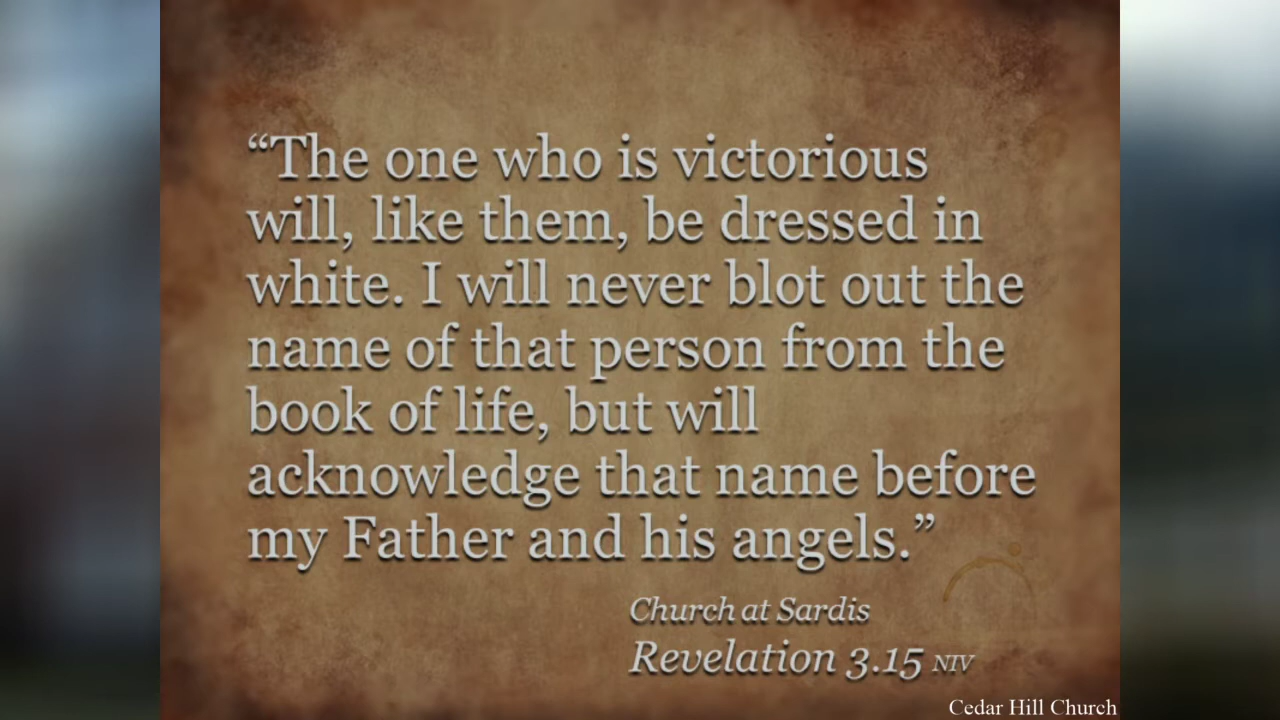 “The one who is victorious
will, like them, be dressed in
white. I will never blot out the
name of that person from the
book of life, but will
acknowledge that name before
my Father and his angels.”
Church at Sardis
Revelation 3.15 NIV
Cedar Hill Church